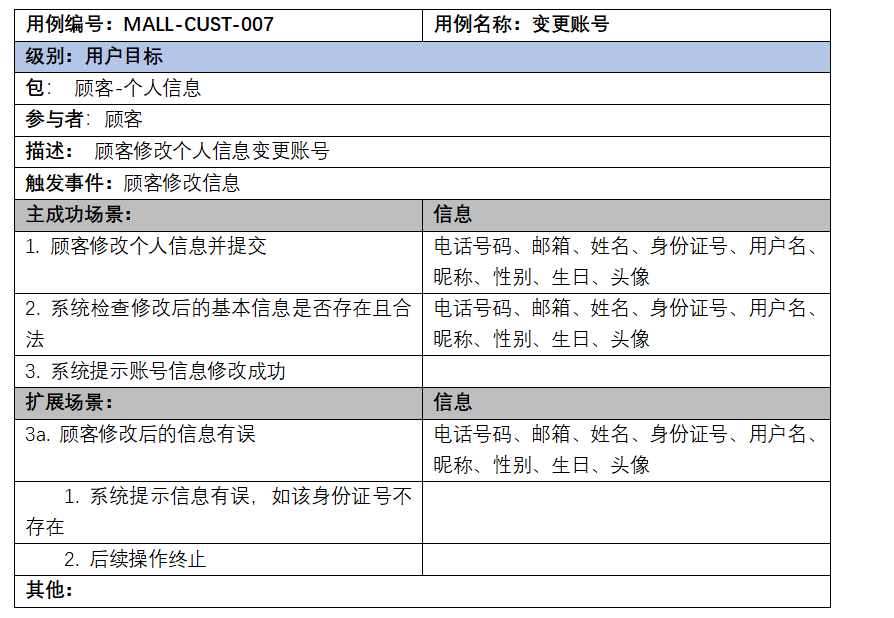 用例编号：MALL-CUST-007 用例名称：变更账号
级别：用户目标
包： 顾客-个人信息
参与者：顾客
描述： 顾客修改个人信息变更账号
触发事件：顾客修改信息
主成功场景： 信息
1. 顾客修改个人信息并提交 电话号码、邮箱、姓名、身份证号、用户名、
昵称、性别、生日、头像
2. 系统检查修改后的基本信息是否存在且合 电话号码、邮箱、姓名、身份证号、用户名、
法 昵称、性别、生日、头像
3. 系统提示账号信息修改成功
扩展场景： 信息
3a. 顾客修改后的信息有误 电话号码、邮箱、姓名、身份证号、用户名、
昵称、性别、生日、头像
1. 系统提示信息有误，如该身份证号不
存在
2. 后续操作终止
其他：